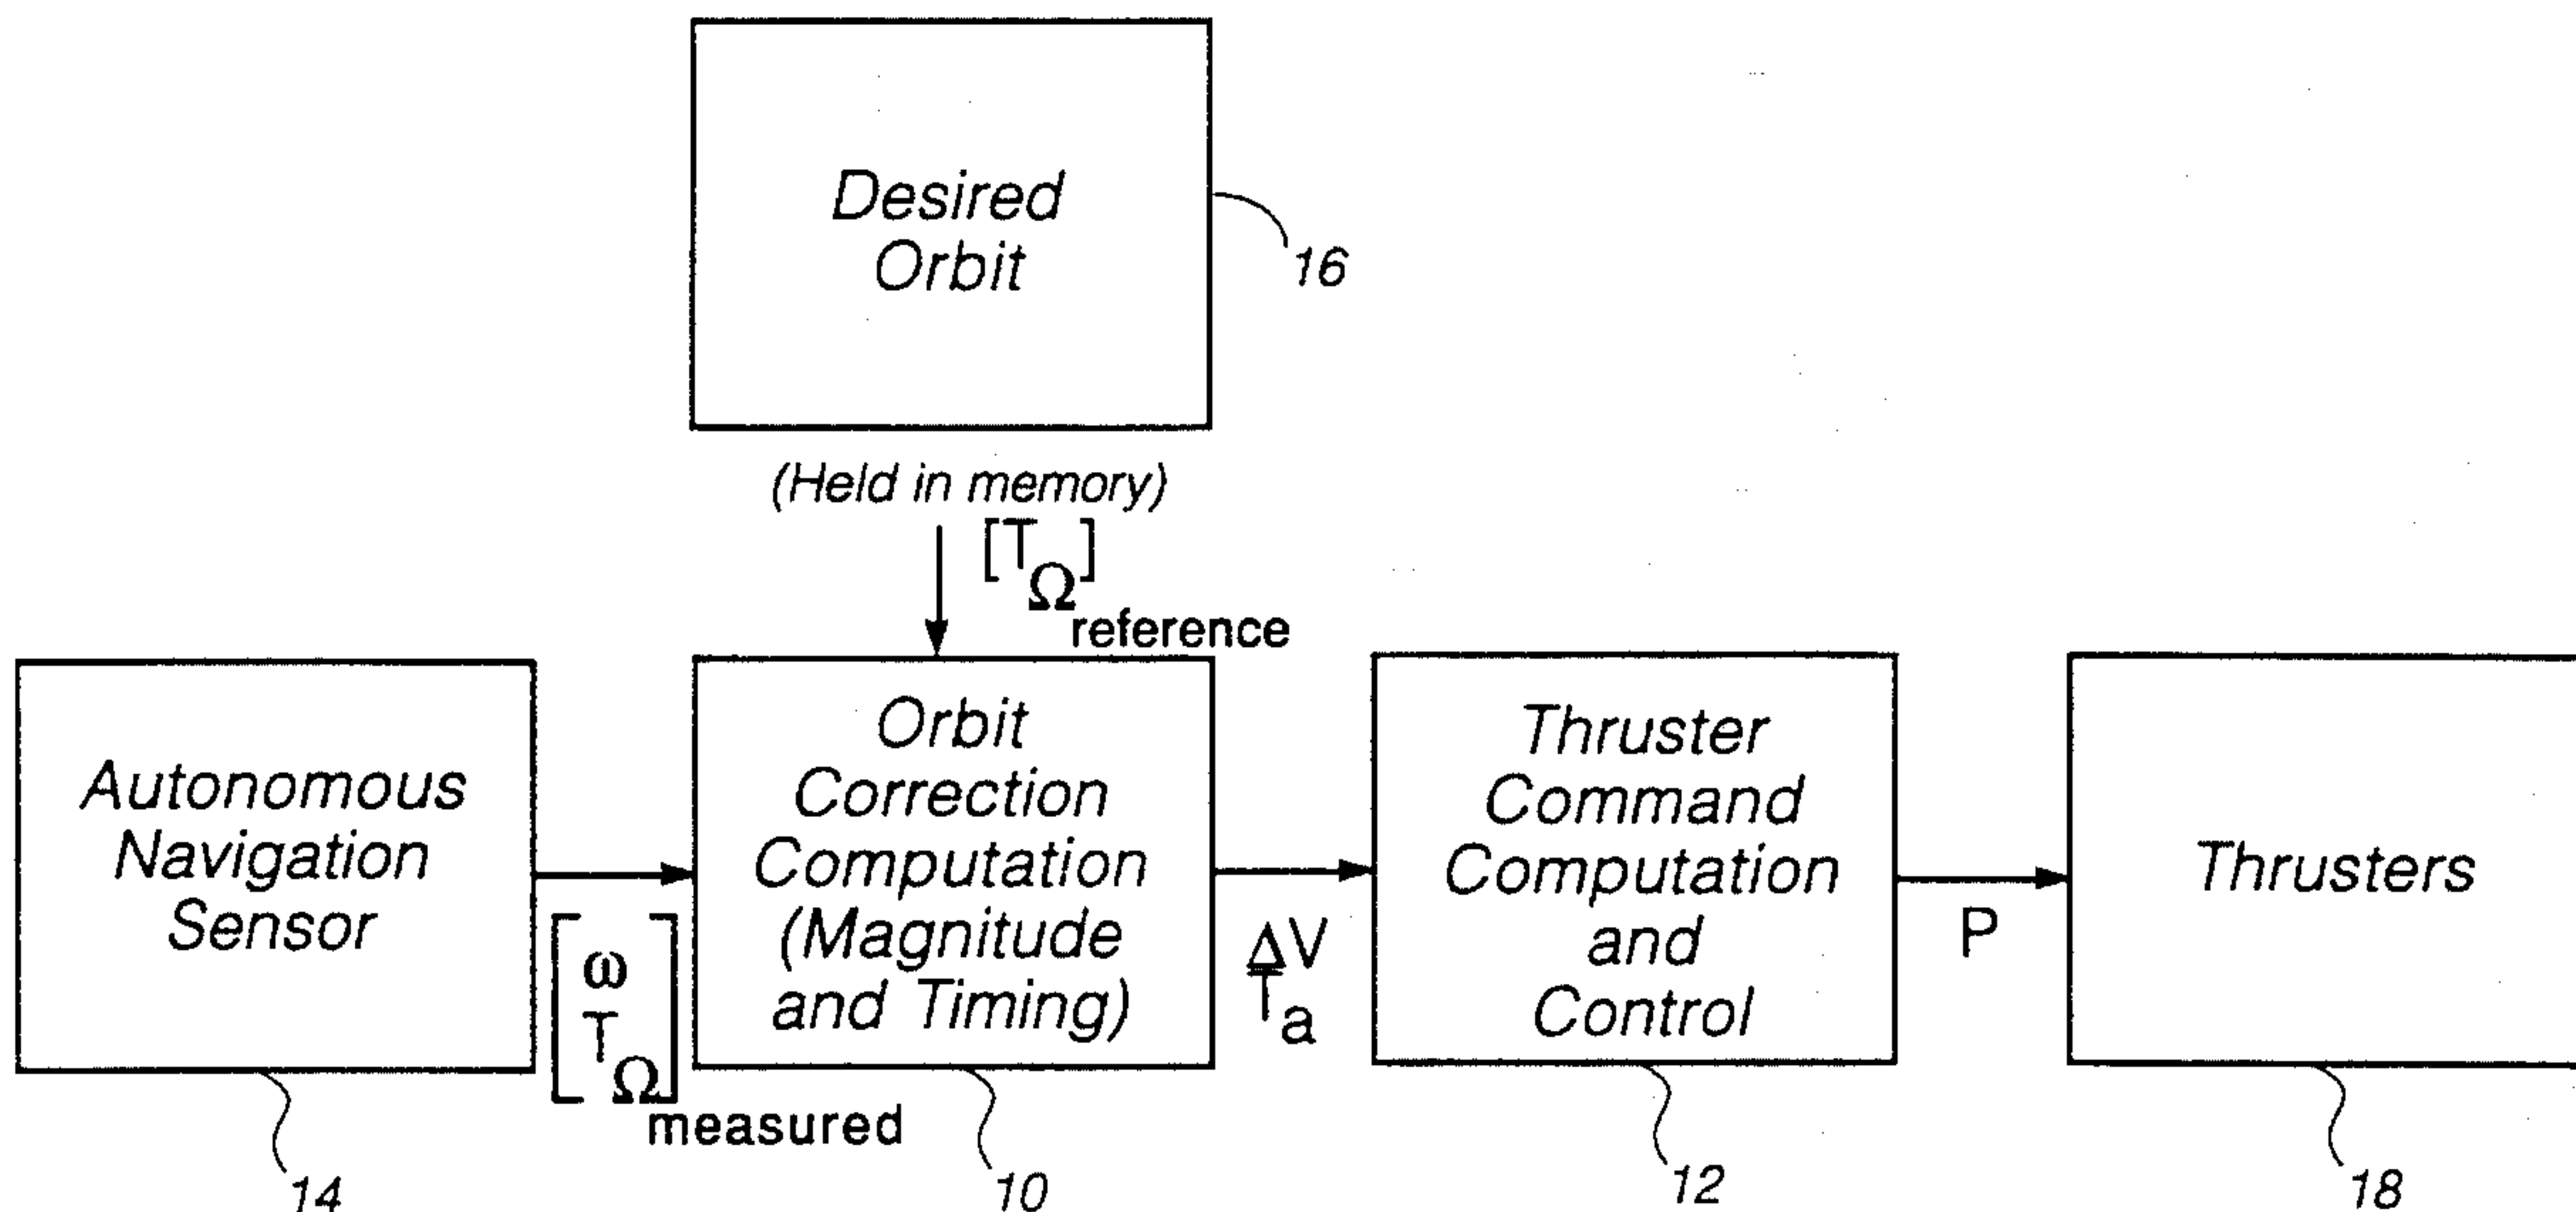 Desired
Orbit
16
(Held in memory)
[TΩ]
reference
Autonomous
Navigation
Sensor
14
ω
TΩ
measured
Orbit
Correction
Computation
(Magnitude
and Timing)
10
ΔV
Ta
Thruster
Command
Computation
and
Control
12
P
Thrusters
18